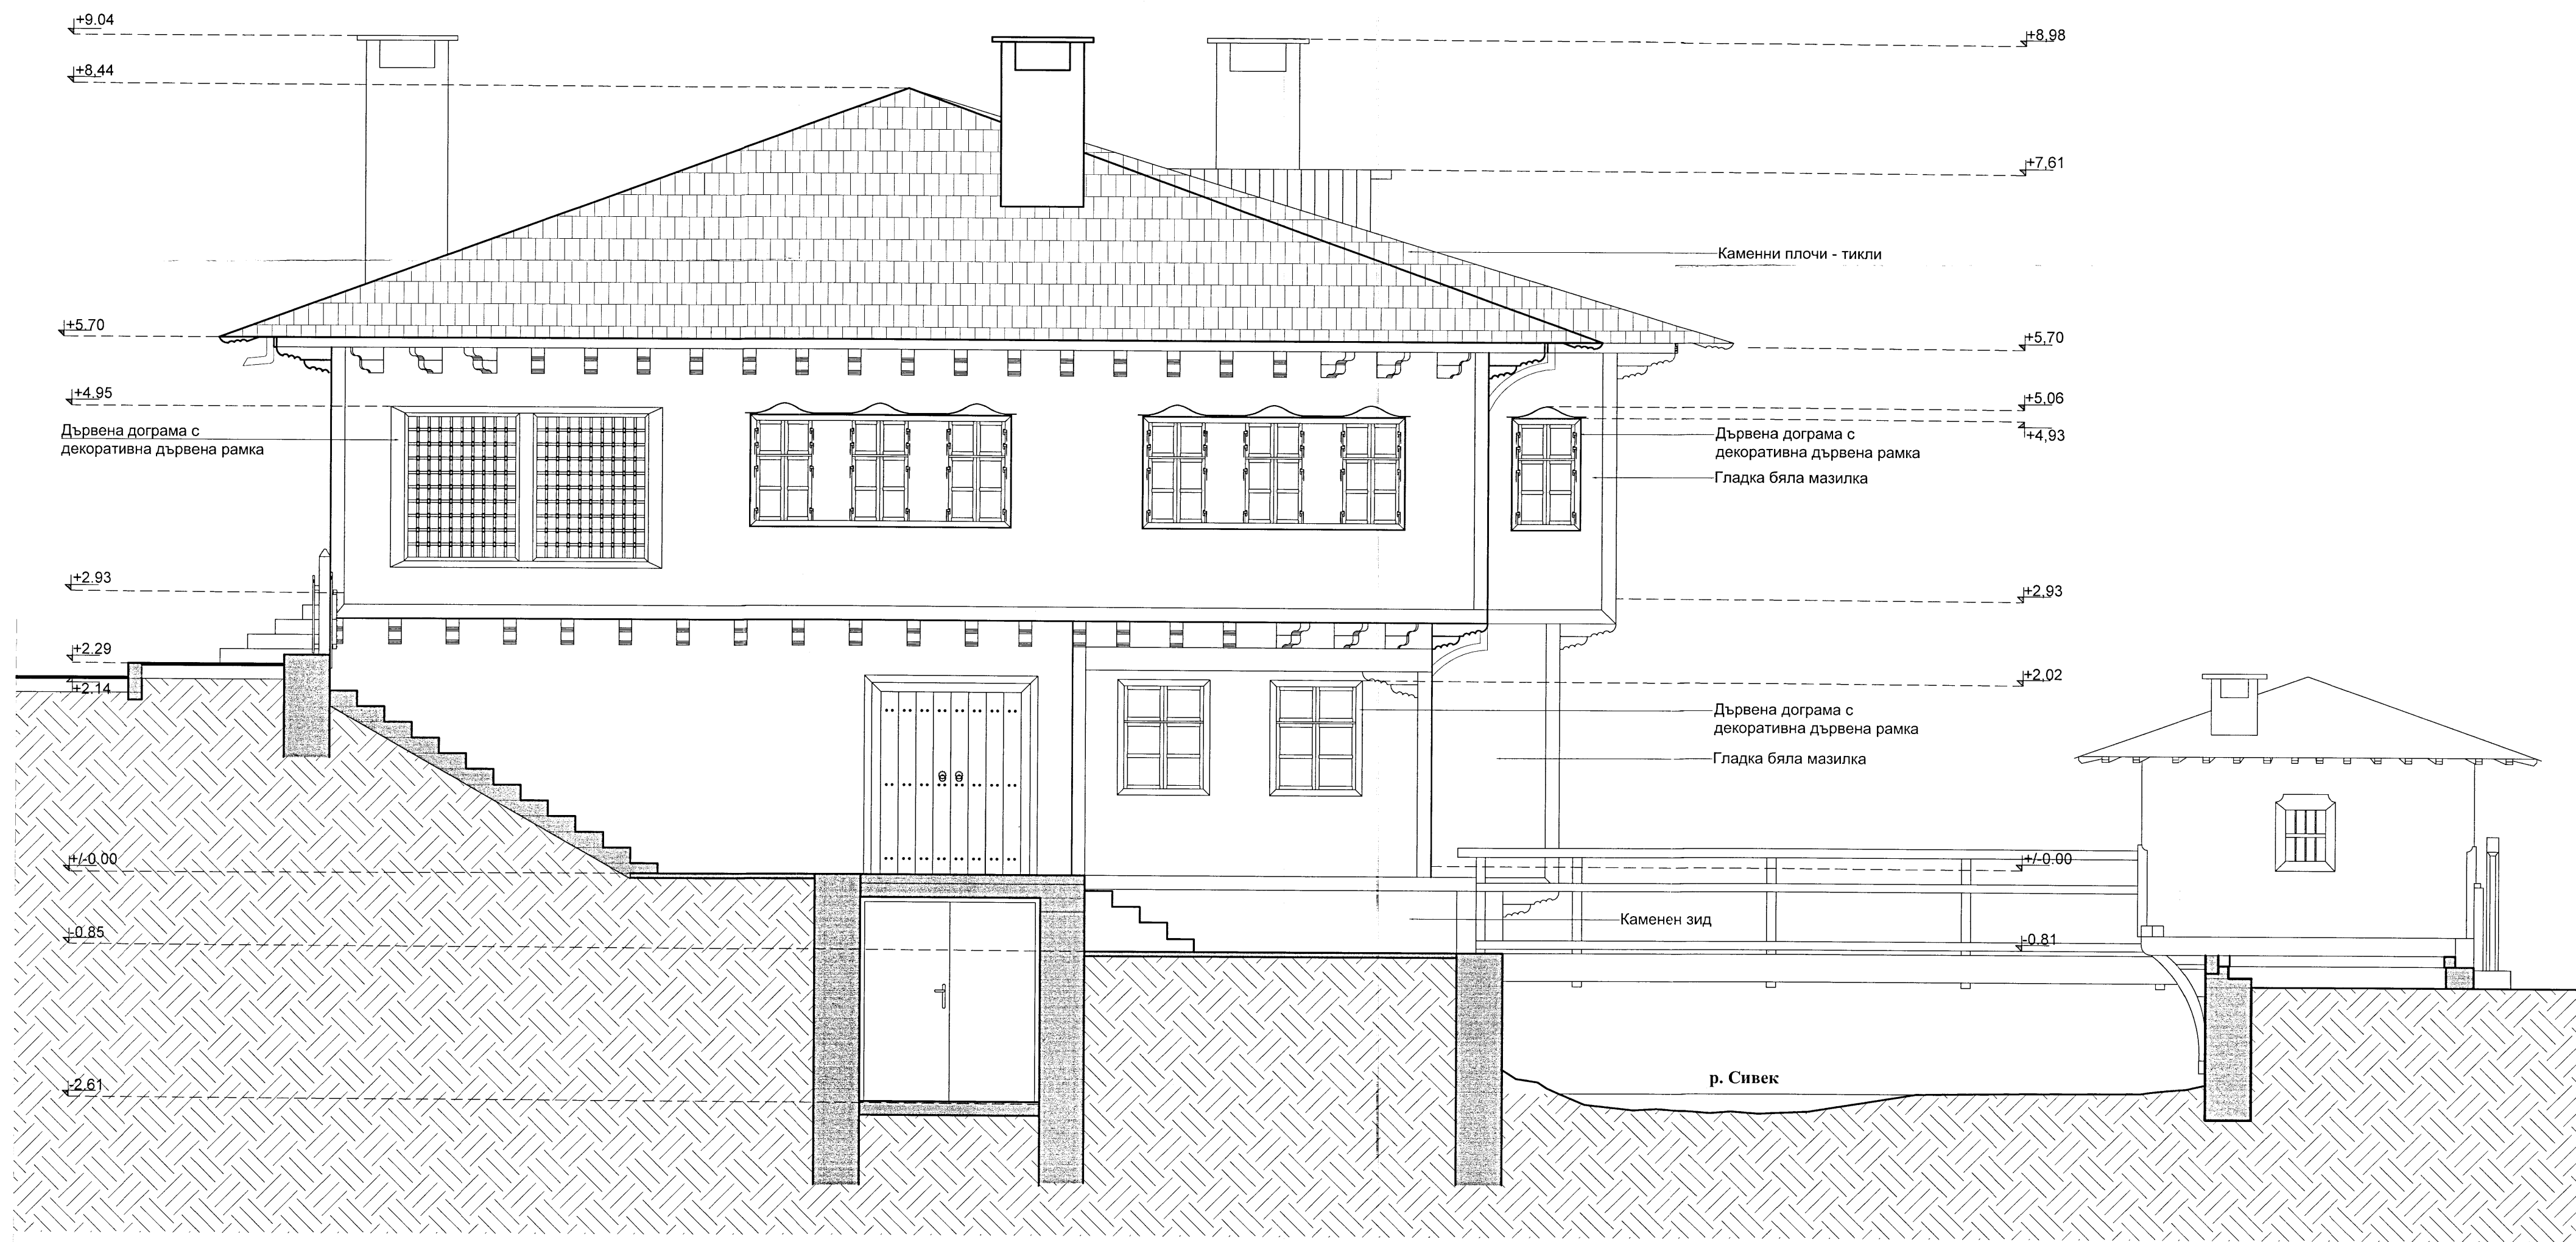 +9.04
+8,44
+5.70
+4.95
Дървена дограма с
декоративна дървена рамка
+2.93
+2.29
+2.14
+/-0.00
-0.85
-2.61
+8,98
+7,61
Каменни плочи - тикли
+5,70
+5,06
+4,93
Дървена дограма с
декоративна дървена рамка
Гладка бяла мазилка
+2,93
+2,02
Дървена дограма с
декоративна дървена рамка
Гладка бяла мазилка
+/-0.00
Каменен зид
-0.81
р. Сивек